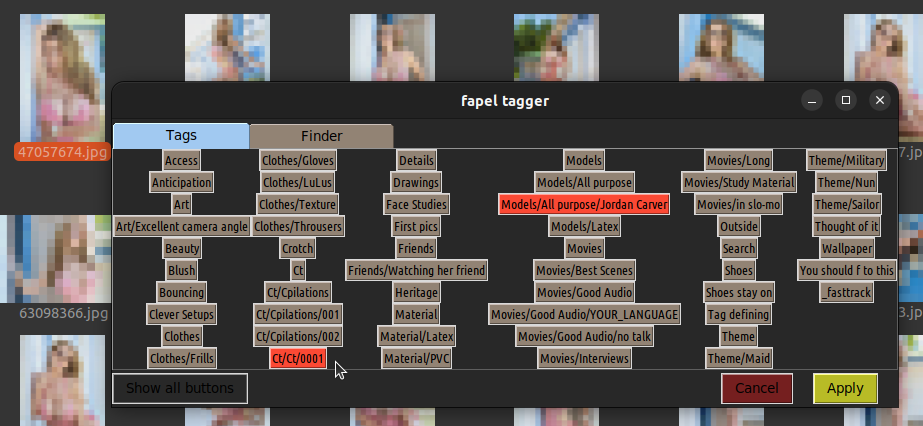 fapel tagger
Tags Finder
Access Clothes/Gloves Details Models Movies/Long Theme/Military
Anticipation Clothes/LuLus Drawings Models/All purpose Movies/Study Material Theme/Nun
Art Clothes/Texture Face Studies Models/All purpose/Jordan Carver Movies/in slo-mo Theme/Sailor
Art/Excellent camera angle Clothes/Throusers First pics Models/Latex Outside Thought of it
Beauty Crotch Friends Movies Search Wallpaper
Blush Ct Friends/Watching her friend Movies/Best Scenes Shoes You should f to this
Bouncing Ct/Cpilations Heritage Movies/Good Audio Shoes stay on _fasttrack
Clever Setups Ct/Cpilations/001 Material Movies/Good Audio/YOUR_LANGUAGE Tag defining
Clothes Ct/Cpilations/002 Material/Latex Movies/Good Audio/no talk Theme
Clothes/Frills Ct/Ct/0001 Material/PVC Movies/Interviews Theme/Maid
Show all buttons Cancel Apply
47057674.jpg
7.jp
63098366.jpg
3.jp